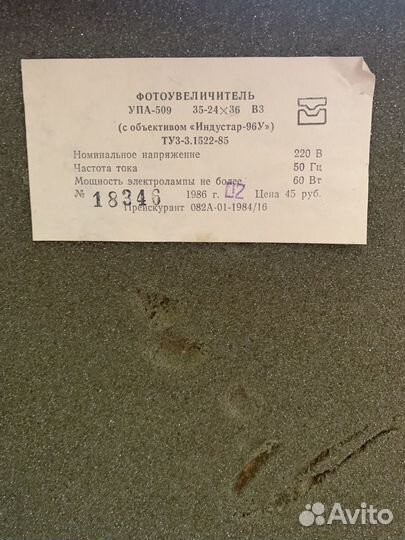 ФОТОУВЕЛИЧИТЕЛЬ
УПА-509 35-24×36 В3
(с объективом «Индустар-96У»)
ТУ3-3.1522-85
Номинальное напряжение 220 В
Частота тока 50 Гц
Мощность электролампы не более 60 Вт
№ 18346 1986 г. Цена 45 руб.
Прейскурант 082А-01-1984/16
Avito